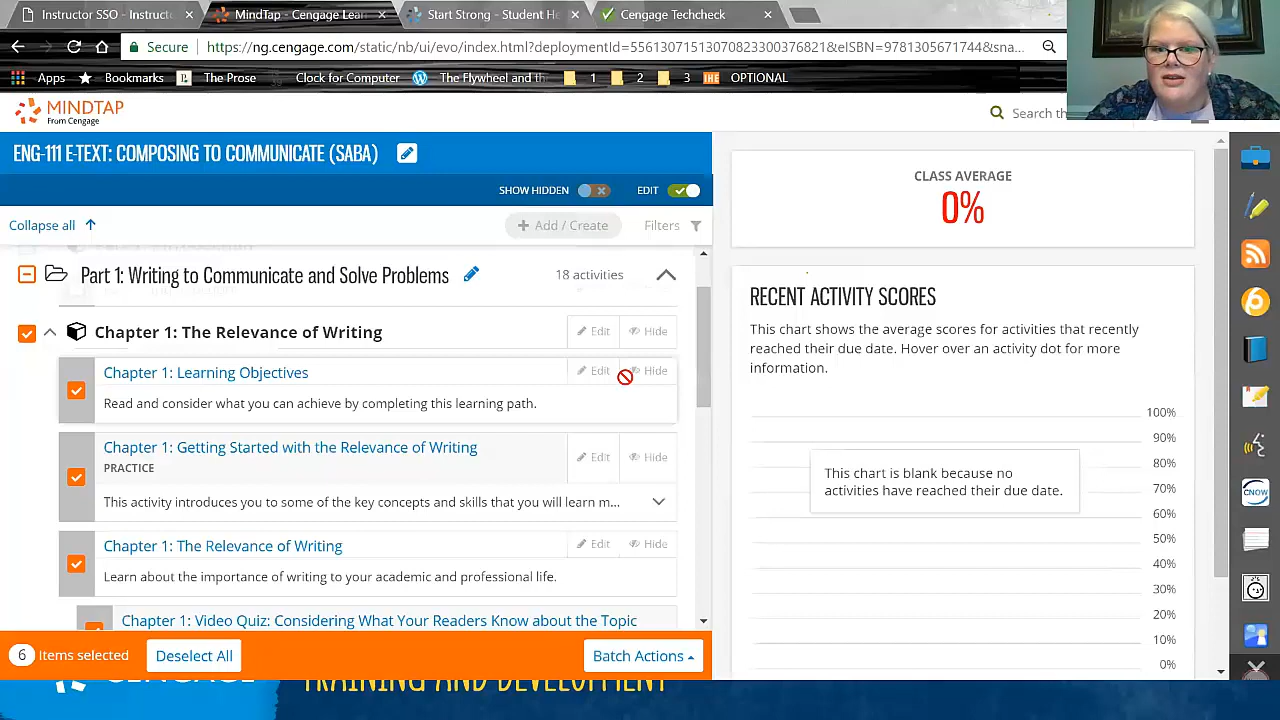 Instructor SSO - Instruct
MindTap - Cengage Lear
Start Strong - Student He
Cengage Techcheck
Secure
https://ng.cengage.com/static/nb/ui/evo/index.html?deploymentId=55613071513070823300376821&eISBN=9781305671744&sna...
Apps
Bookmarks
The Prose
Clock for Computer
The Flywheel and th
1
2
3
IHE
OPTIONAL
MINDTAP
From Cengage
Search th
ENG-111 E-TEXT: COMPOSING TO COMMUNICATE (SABA)
SHOW HIDDEN
EDIT
Collapse all
+ Add / Create
Filters
Part 1: Writing to Communicate and Solve Problems
18 activities
Chapter 1: The Relevance of Writing
Edit
Hide
Chapter 1: Learning Objectives
Edit
Hide
Read and consider what you can achieve by completing this learning path.
Chapter 1: Getting Started with the Relevance of Writing
PRACTICE
Edit
Hide
This activity introduces you to some of the key concepts and skills that you will learn m...
Chapter 1: The Relevance of Writing
Edit
Hide
Learn about the importance of writing to your academic and professional life.
Chapter 1: Video Quiz: Considering What Your Readers Know about the Topic
6 Items selected
Deselect All
Batch Actions
CLASS AVERAGE
0%
RECENT ACTIVITY SCORES
This chart shows the average scores for activities that recently
reached their due date. Hover over an activity dot for more
information.
100%
90%
80%
70%
60%
50%
40%
30%
20%
10%
0%
This chart is blank because no
activities have reached their due date.
CNOW
CENGAGE
TRAINING AND DEVELOPMENT